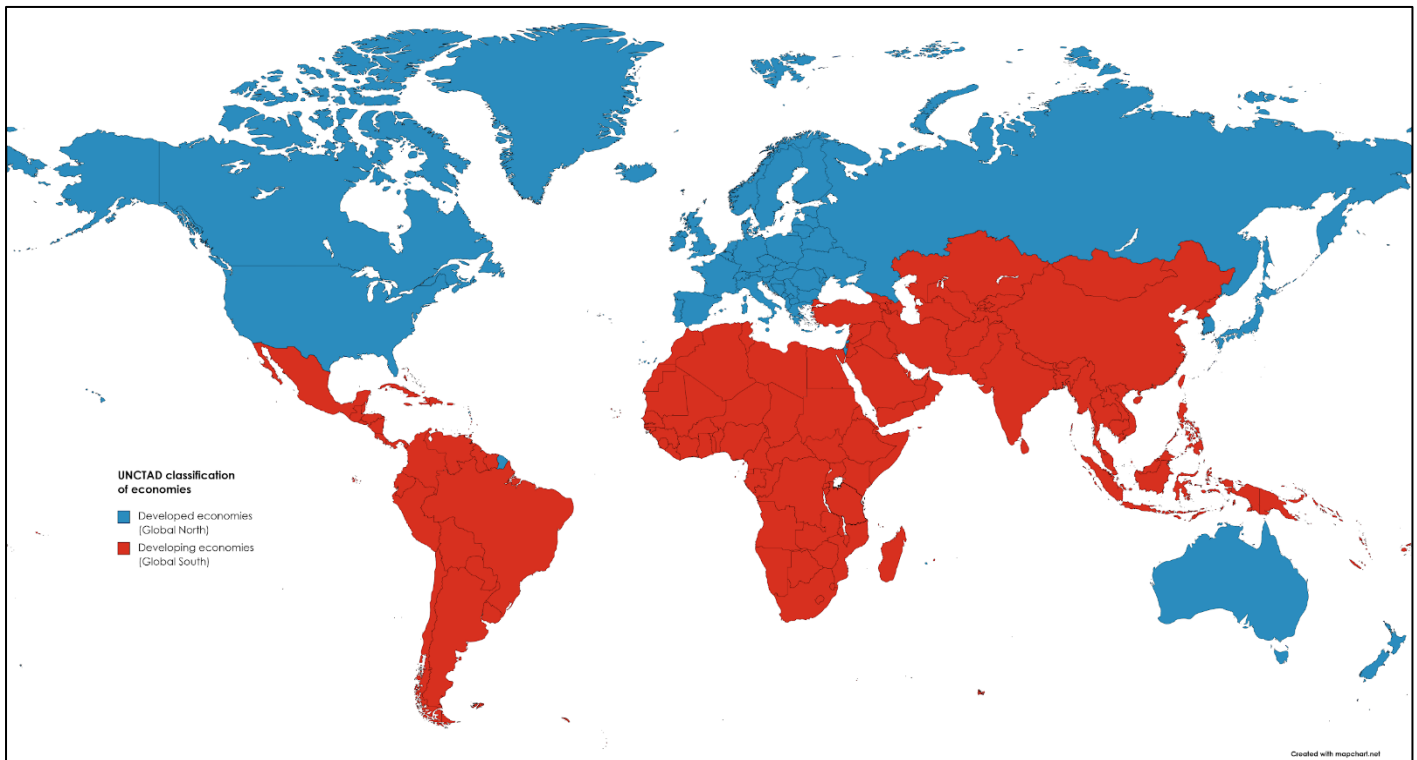 UNCTAD classification
of economies
Developed economies
(Global North)
Developing economies
(Global South)
Created with mapchart.net